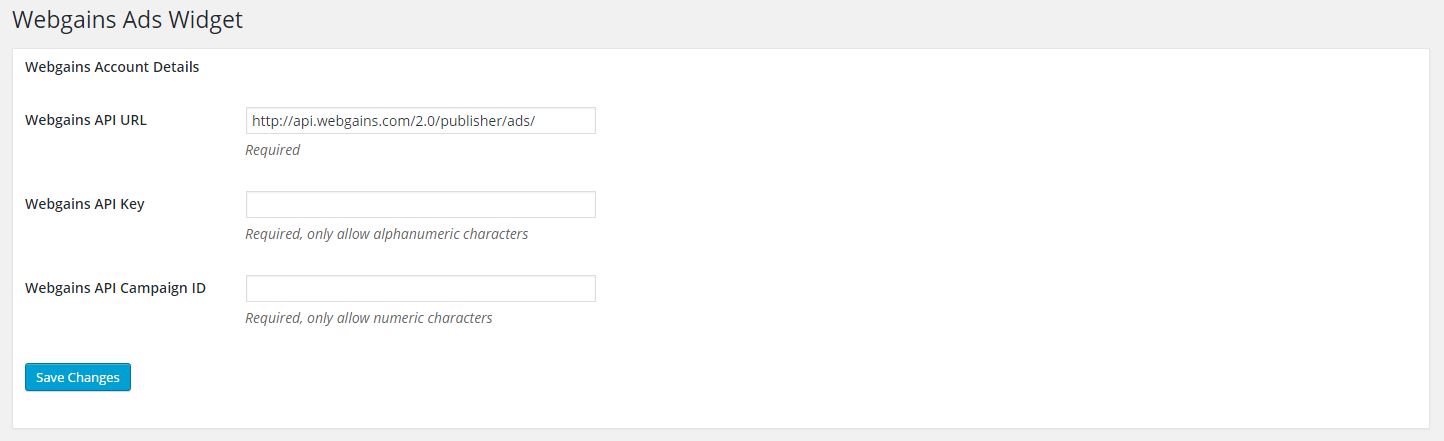 Webgains Ads Widget
Webgains Account Details
Webgains API URL
http://api.webgains.com/2.0/publisher/ads/
Required
Webgains API Key
Required, only allow alphanumeric characters
Webgains API Campaign ID
Required, only allow numeric characters
Save Changes